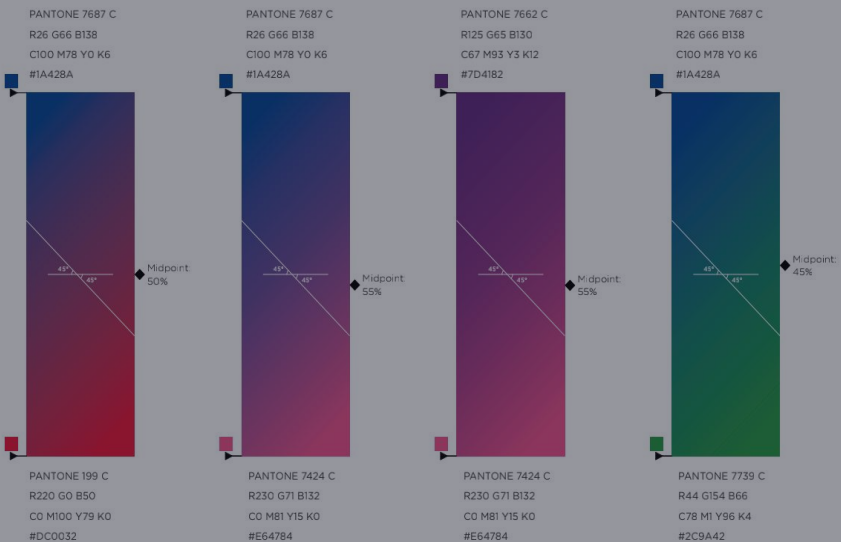 PANTONE 7687 C
R26 G66 B138
C100 M78 Y0 K6
#1A428A
PANTONE 7687 C
R26 G66 B138
C100 M78 Y0 K6
#1A428A
PANTONE 7662 C
R125 G65 B130
C67 M93 Y3 K12
#7D4182
PANTONE 7687 C
R26 G66 B138
C100 M78 Y0 K6
#1A428A
45°
45°
Midpoint:
50%
45°
45°
Midpoint:
55%
45°
45°
Midpoint:
55%
45°
45°
Midpoint:
45%
PANTONE 199 C
R220 G0 B50
C0 M100 Y79 K0
#DC0032
PANTONE 7424 C
R230 G71 B132
C0 M81 Y15 K0
#E64784
PANTONE 7424 C
R230 G71 B132
C0 M81 Y15 K0
#E64784
PANTONE 7739 C
R44 G154 B66
C78 M1 Y96 K4
#2C9A42